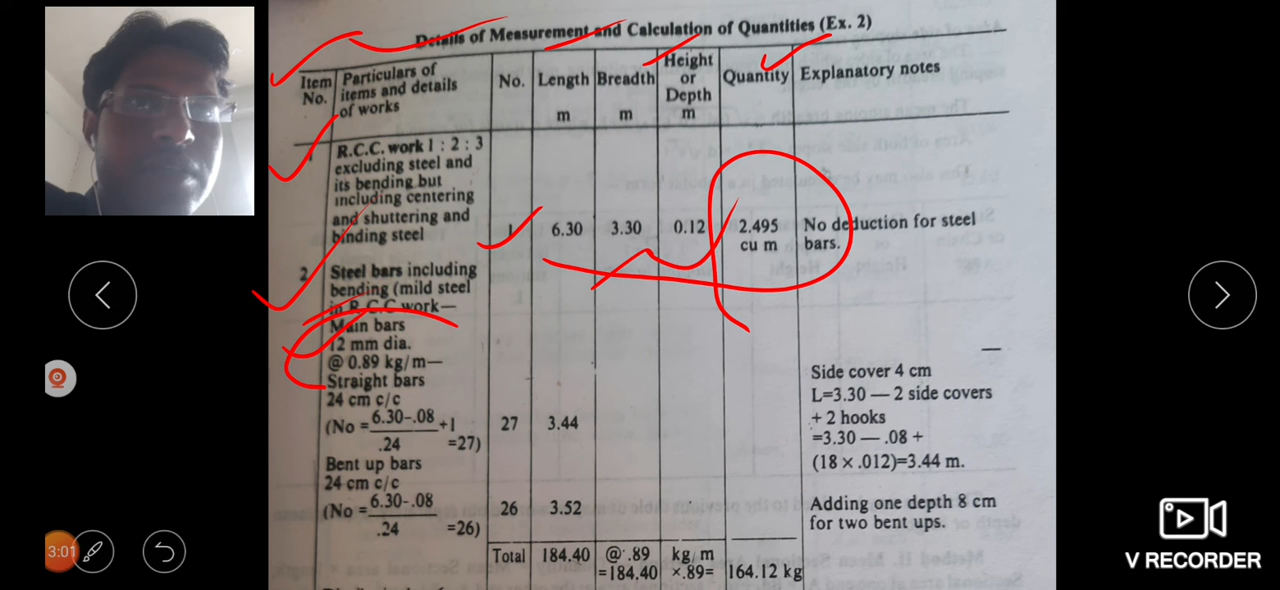 Details of Measurement and Calculation of Quantities (Ex. 2)
Item No. Particulars of items and details of works No. Length m Breadth m Height or Depth m Quantity Explanatory notes
1 R.C.C. work 1 : 2 : 3
excluding steel and
its bending but
including centering
and shuttering and
binding steel 1 6.30 3.30 0.12 2.495 cu m No deduction for steel bars.
2 Steel bars including
bending (mild steel
in R.C.C work—
Main bars
12 mm dia.
@ 0.89 kg/m—
Straight bars
24 cm c/c
(No = 6.30-.08 / .24 +1 =27) 27 3.44
Side cover 4 cm
L=3.30 — 2 side covers
+ 2 hooks
=3.30 — .08 +
(18 × .012)=3.44 m.
Bent up bars
24 cm c/c
(No = 6.30-.08 / .24 =26) 26 3.52
Adding one depth 8 cm
for two bent ups.
Total 184.40 @ .89 kg/m
=184.40 ×.89= 164.12 kg
3:01
V RECORDER